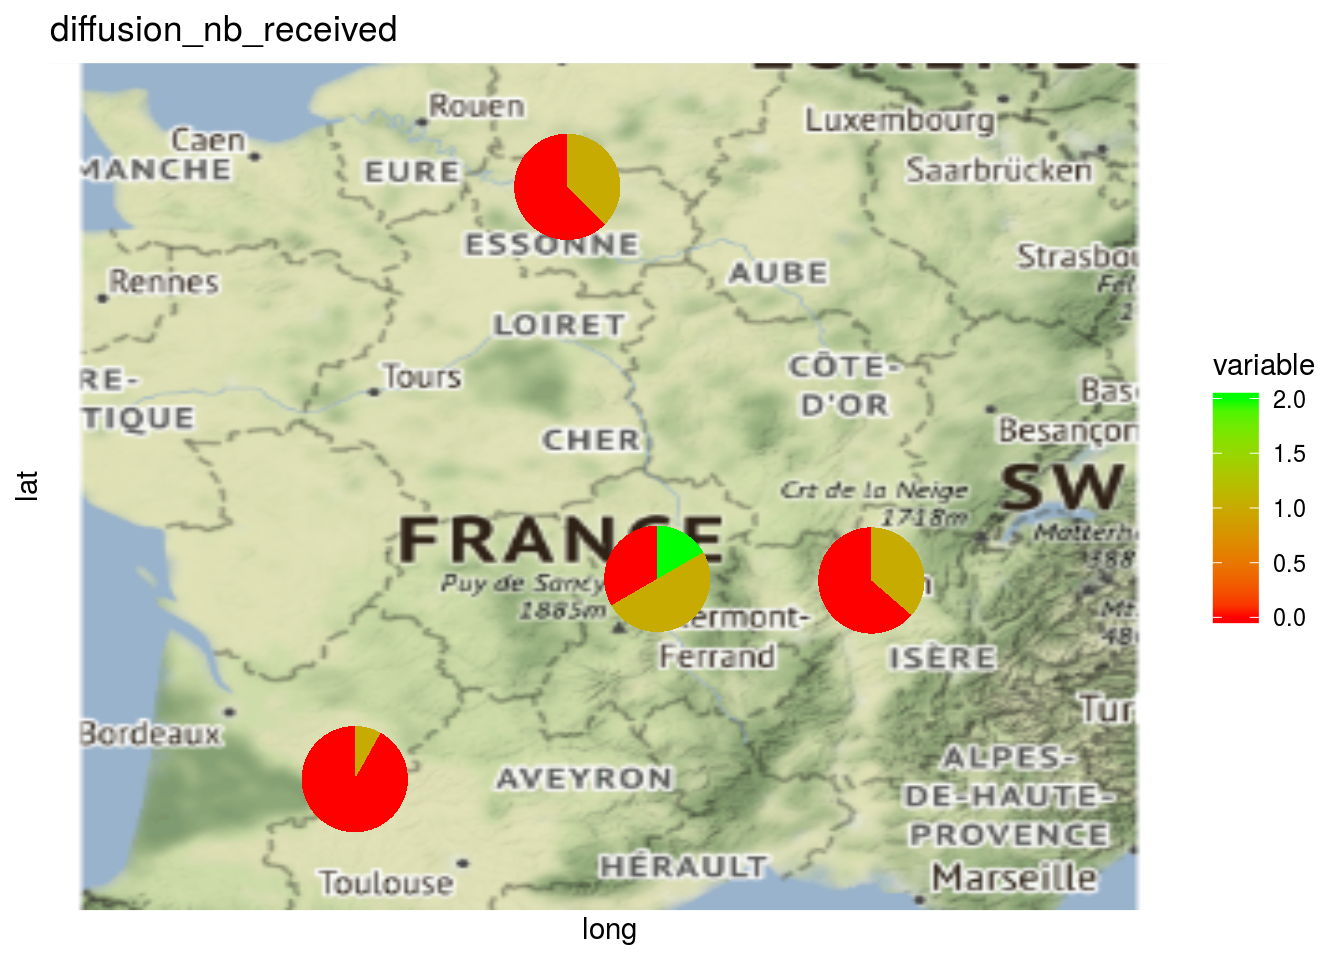 diffusion_nb_received
Rouen
Luxembourg
Caen
MANCHE
EURE
Saarbrücken
ESSONNE
Strasbou
AUBE
Rennes
Fel
LOIRET
CÔTE-
D'OR
RE-
Tours
Bas
TIQUE
Besançon
CHER
Crt de la Neige
1718m
SW
FRANCE
Matterh
Puy de Sancy
1885m
ermont-
Ferrand
ISÈRE
Tur
Bordeaux
ALPES-
DE-HAUTE-
PROVENCE
AVEYRON
HÉRAULT
Toulouse
Marseille
lat
long
variable
2.0
1.5
1.0
0.5
0.0